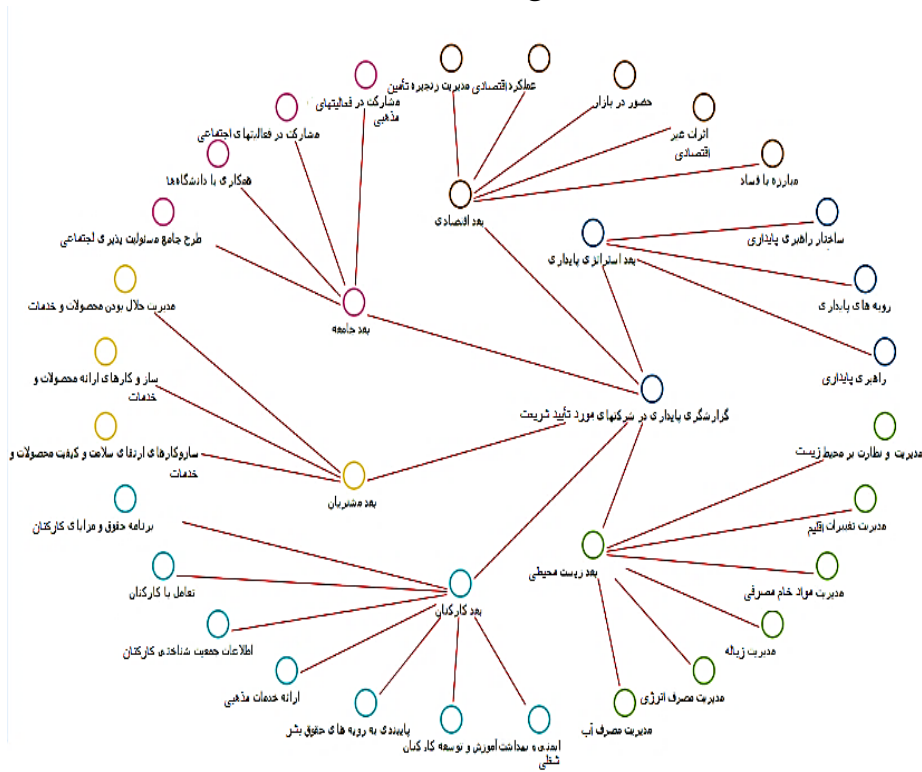 عملکرد اقتصادی
مدیریت زنجیره تأمین
حضور در بازار
اثرات غیر
اقتصادی
مبارزه با فساد
بعد اقتصادی
مشارکت در فعالیتهای
مذهبی
مشارکت در فعالیتهای اجتماعی
همکاری با دانشگاه‌ها
طرح جامع مسئولیت پذیری اجتماعی
بعد جامعه
ساختار راهبری پایداری
رویه های پایداری
راهبری پایداری
بعد استراتژی پایداری
گزارشگری پایداری در شرکتهای مورد تأیید شریعت
مدیریت حلال بودن محصولات و خدمات
ساز و کارهای ارائه محصولات و
خدمات
سازوکارهای ارتقای سلامت و کیفیت محصولات و
خدمات
بعد مشتریان
مدیریت و نظارت بر محیط زیست
مدیریت تغییرات اقلیم
مدیریت مواد خام مصرفی
مدیریت زباله
مدیریت مصرف انرژی
مدیریت مصرف آب
بعد زیست محیطی
برنامه حقوق و مزایای کارکنان
تعامل با کارکنان
اطلاعات جمعیت شناختی کارکنان
ارائه خدمات مذهبی
پایبندی به رویه های حقوق بشر
آموزش و توسعه کارکنان
ایمنی و بهداشت
شغلی
بعد کارکنان